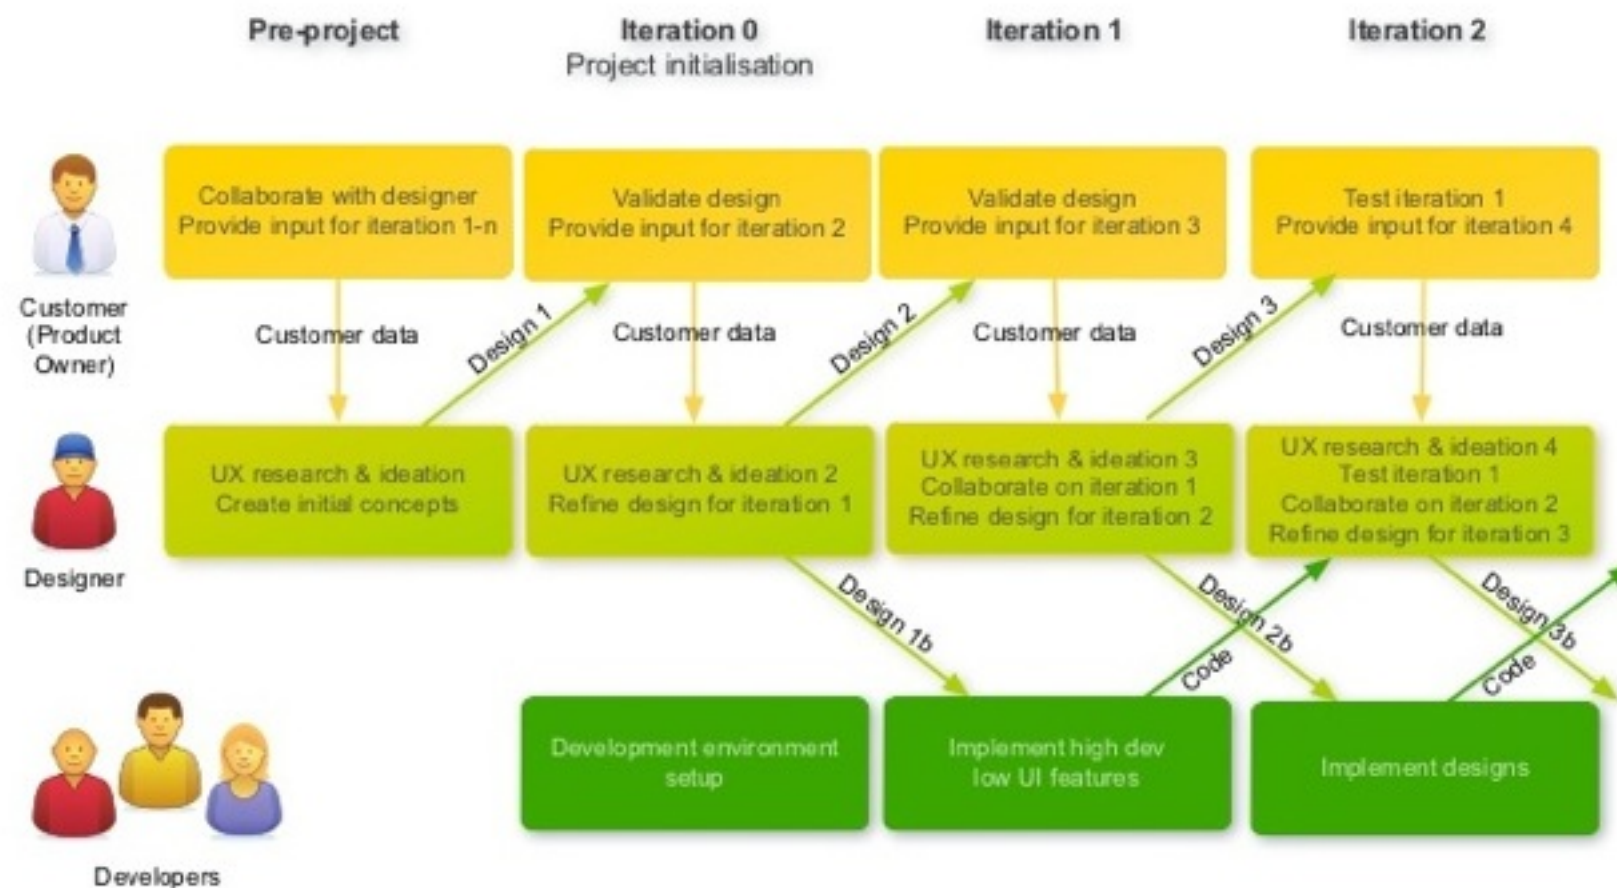 Pre-project
Iteration 0
Project initialisation
Iteration 1
Iteration 2
Customer
(Product
Owner)
Collaborate with designer
Provide input for iteration 1-n
Validate design
Provide input for iteration 2
Validate design
Provide input for iteration 3
Test iteration 1
Provide input for iteration 4
Customer data
Design 1
Customer data
Design 2
Customer data
Design 3
Customer data
Designer
UX research & ideation
Create initial concepts
UX research & ideation 2
Refine design for iteration 1
UX research & ideation 3
Collaborate on iteration 1
Refine design for iteration 2
UX research & ideation 4
Test iteration 1
Collaborate on iteration 2
Refine design for iteration 3
Design 1b
Design 2b
Code
Design 3b
Code
Developers
Development environment
setup
Implement high dev
low UI features
Implement designs